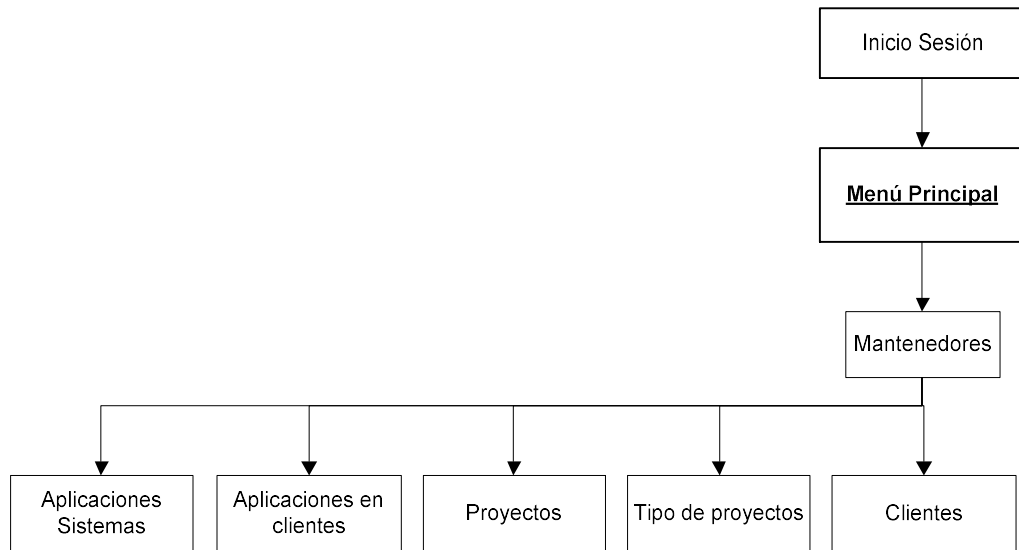 Inicio Sesión
Menú Principal
Mantenedores
Aplicaciones
Sistemas
Aplicaciones en
clientes
Proyectos
Tipo de proyectos
Clientes